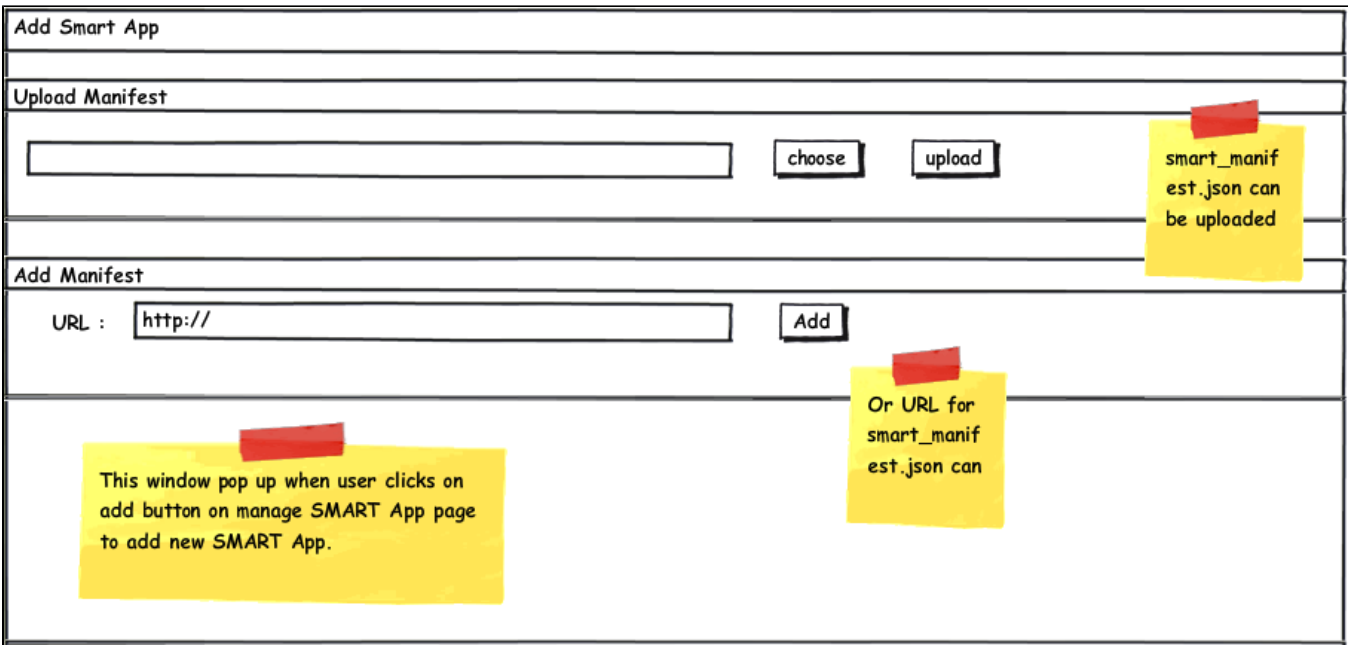 Add Smart App
Upload Manifest
choose
upload
smart_manif
est.json can
be uploaded
Add Manifest
URL :
http://
Add
Or URL for
smart_manif
est.json can
This window pop up when user clicks on
add button on manage SMART App page
to add new SMART App.